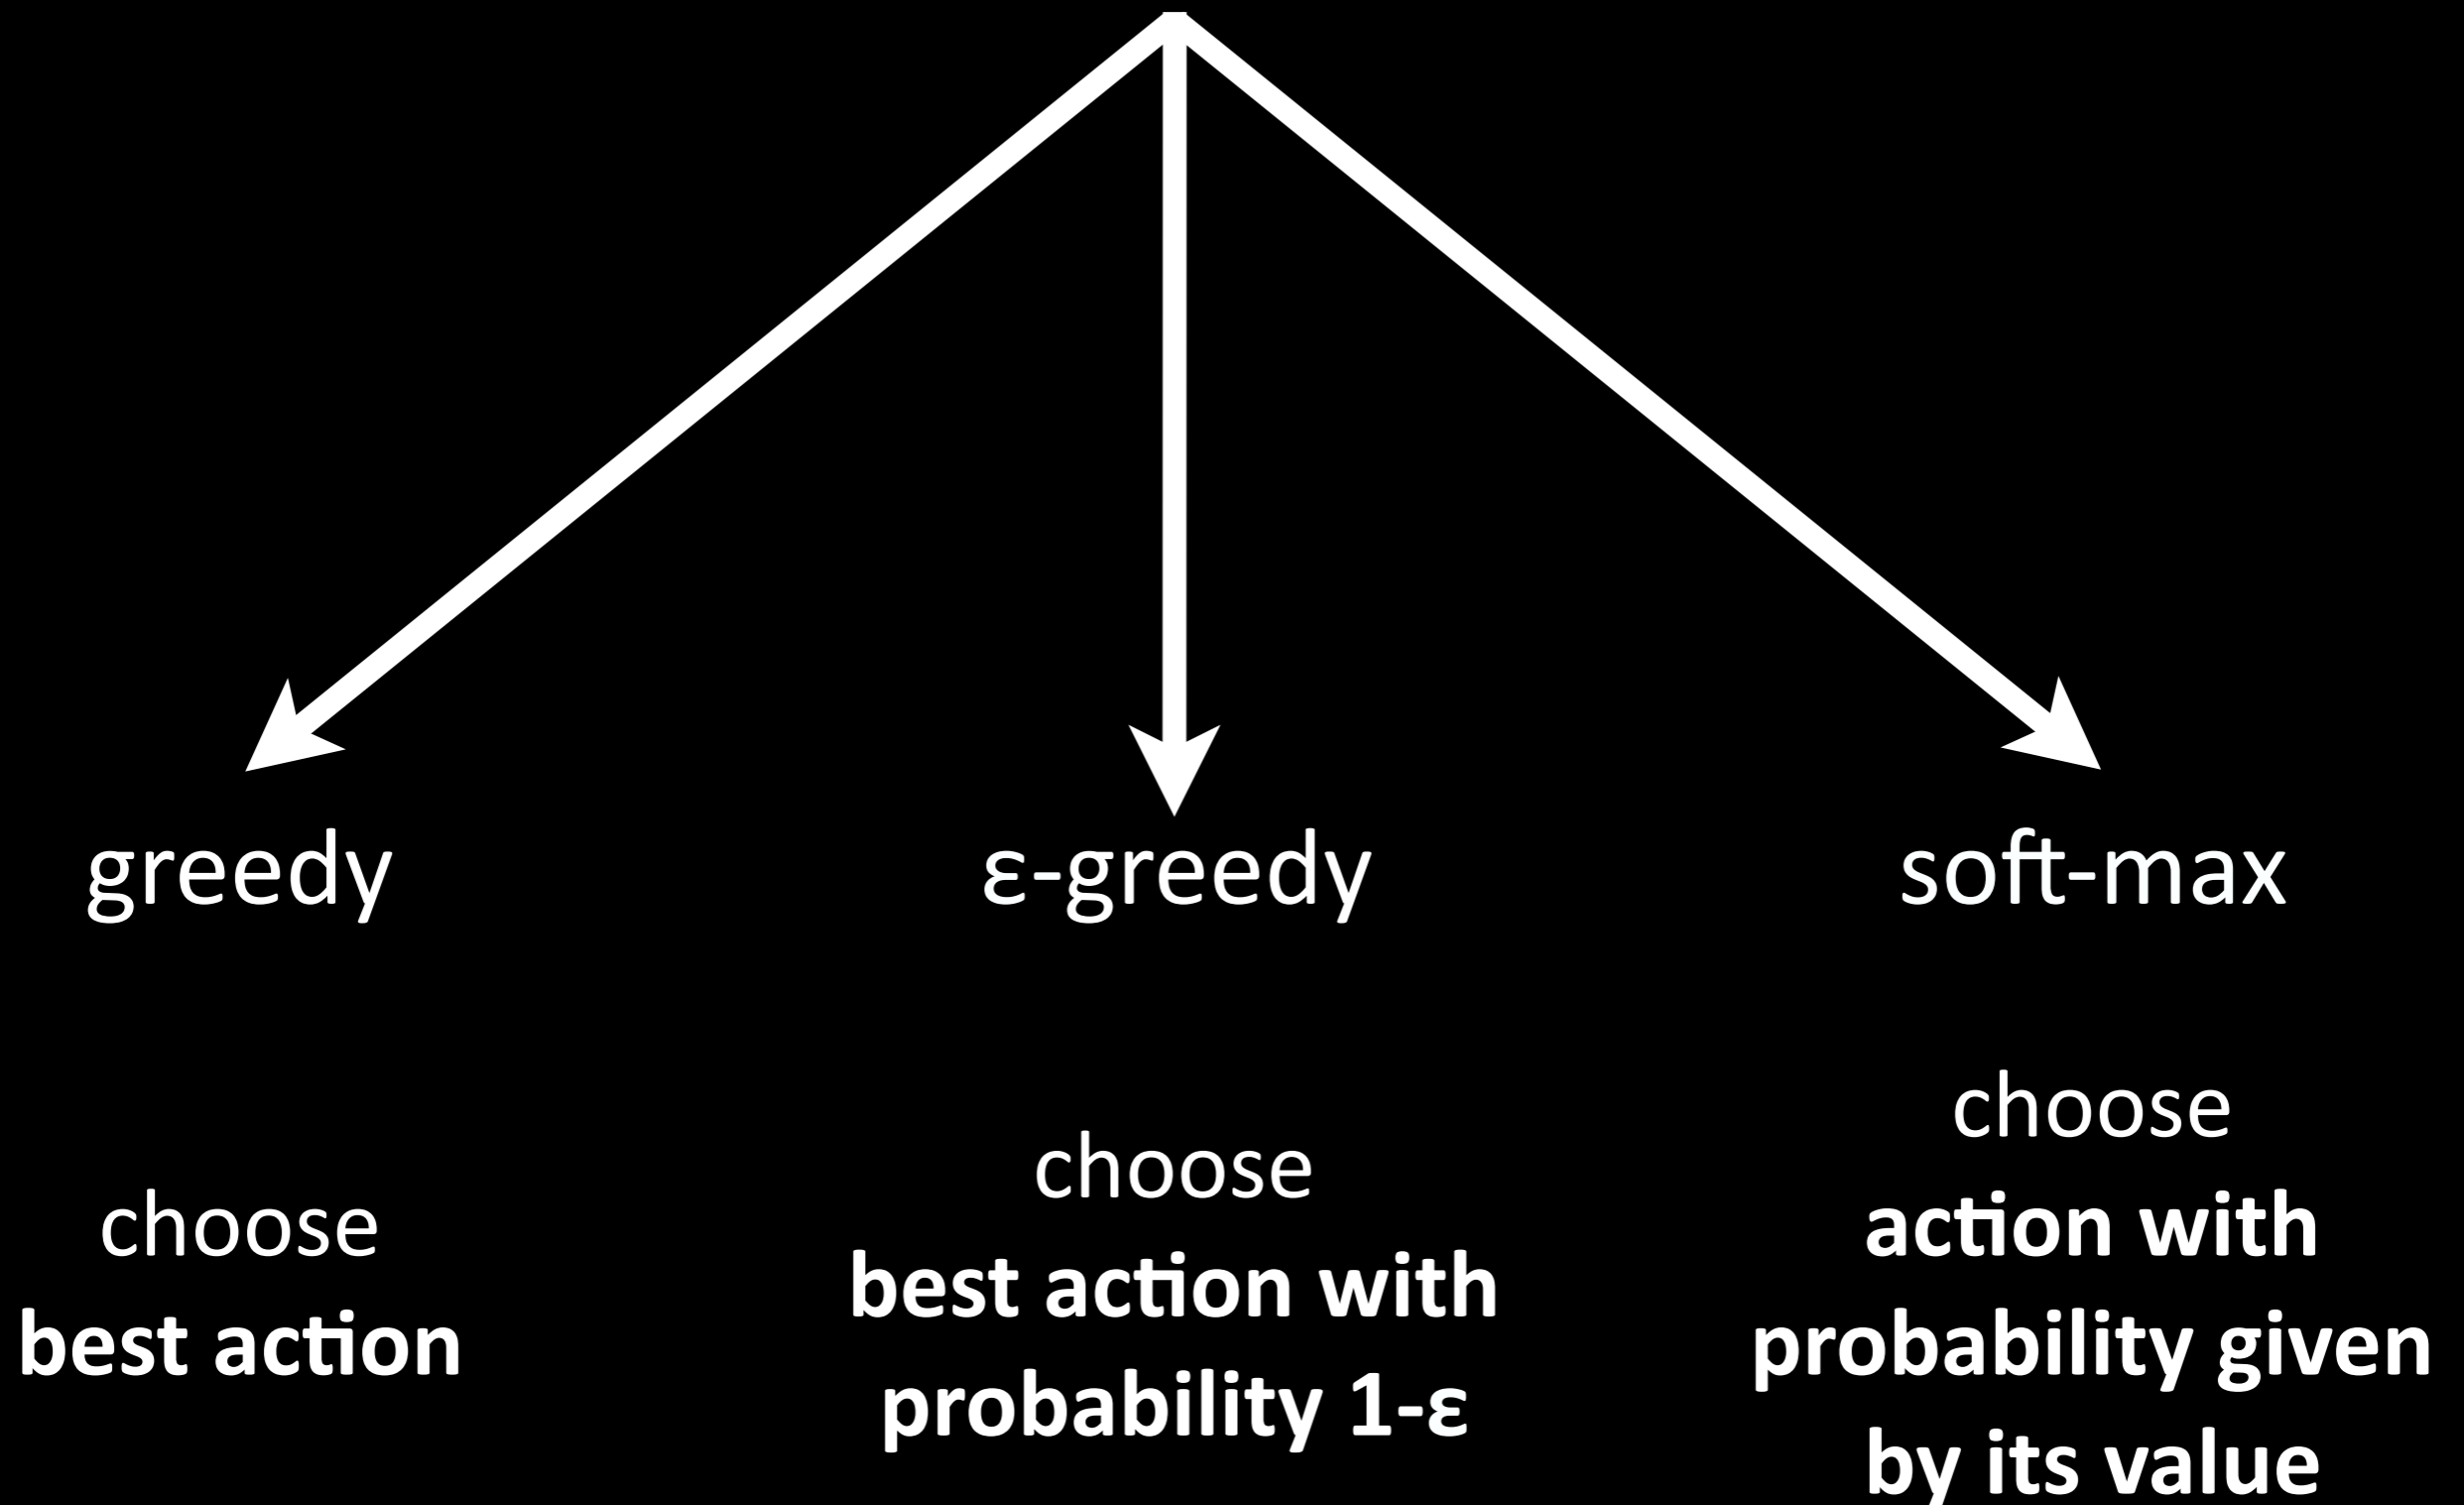 greedy
ε-greedy
soft-max
choose
best action
choose
best action with
probability 1-ε
choose
action with
probability given
by its value